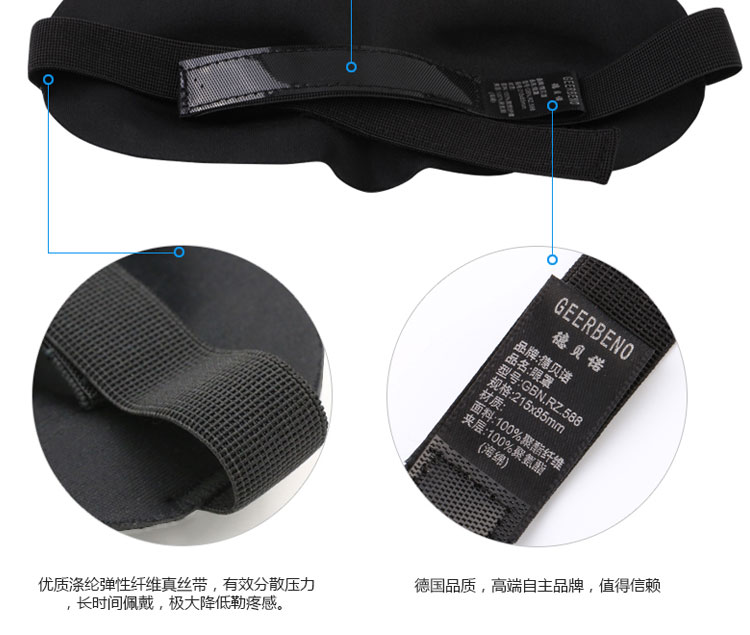 GEERBENO
德贝诺
品牌:德贝诺
品名:眼罩
型号:GBN.RZ.568
规格:215x85mm
材质:
面料:100%聚酯纤维
夹层:100%聚氨酯
(海绵)
优质涤纶弹性纤维真丝带，有效分散压力
，长时间佩戴，极大降低勒疼感。
德国品质，高端自主品牌，值得信赖